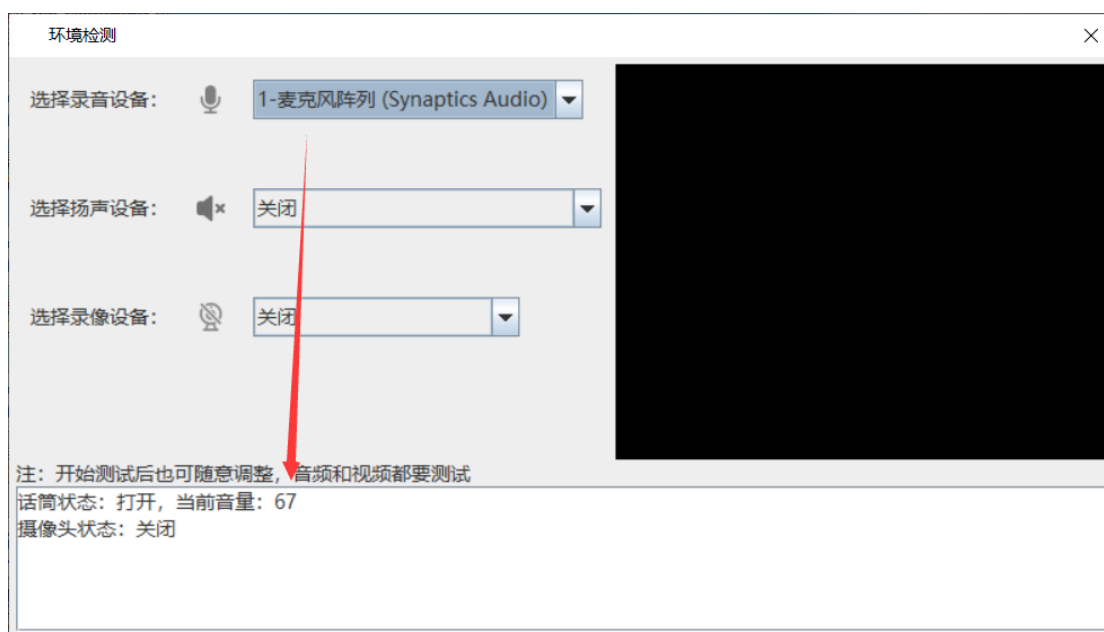 环境检测
选择录音设备：
1-麦克风阵列 (Synaptics Audio)
选择扬声设备：
关闭
选择录像设备：
关闭
注：开始测试后也可随意调整，音频和视频都要测试
话筒状态：打开，当前音量：67
摄像头状态：关闭